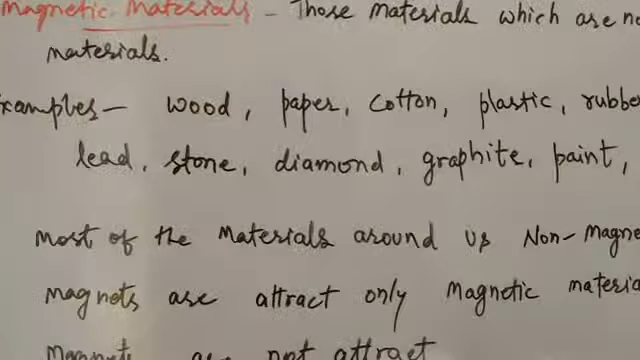 Magnetic Materials - Those materials which are
materials.
Examples - wood, paper, cotton, plastic, rubber
lead, stone, diamond, graphite, paint,
Most of the Materials around us Non-Magne
Magnets are attract only Magnetic materia
are not attract